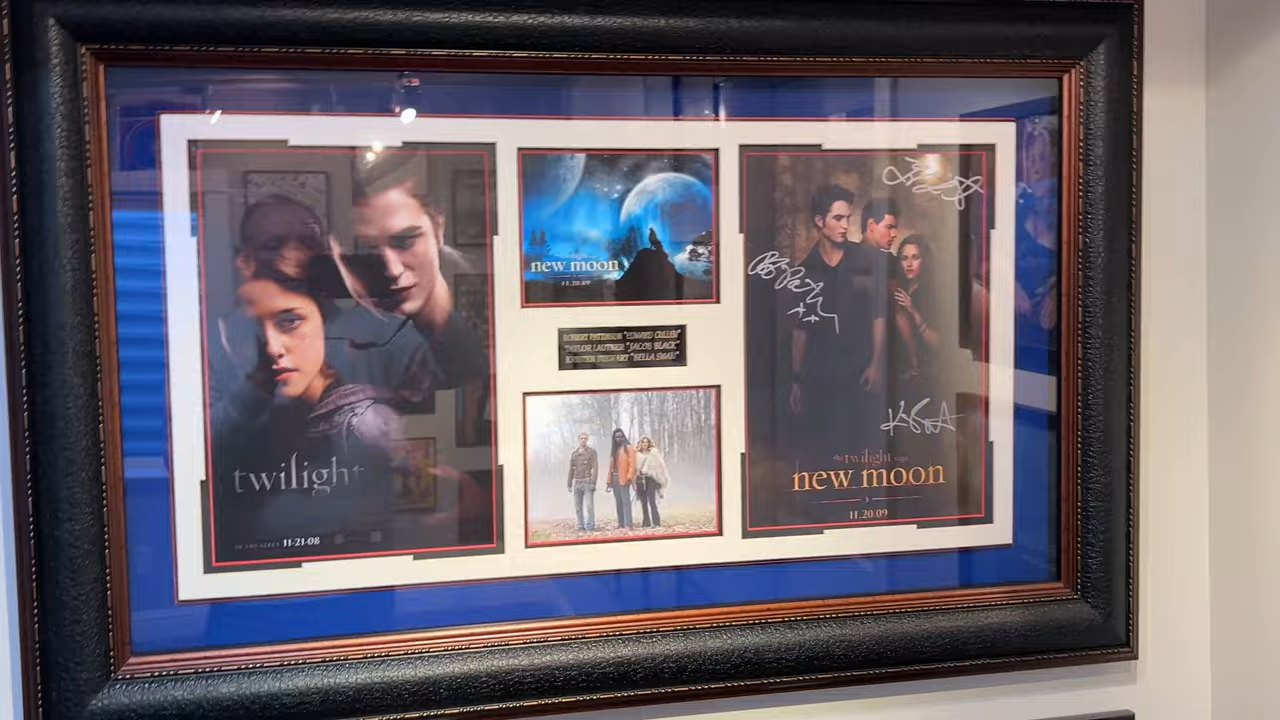 twilight
IN THEATRES 11-21-08
new moon
11.20.09
ROBERT PATTINSON "EDWARD CULLEN"
TAYLOR LAUTNER "JACOB BLACK"
KRISTEN STEWART "BELLA SWAN"
the twilight saga
new moon
11.20.09